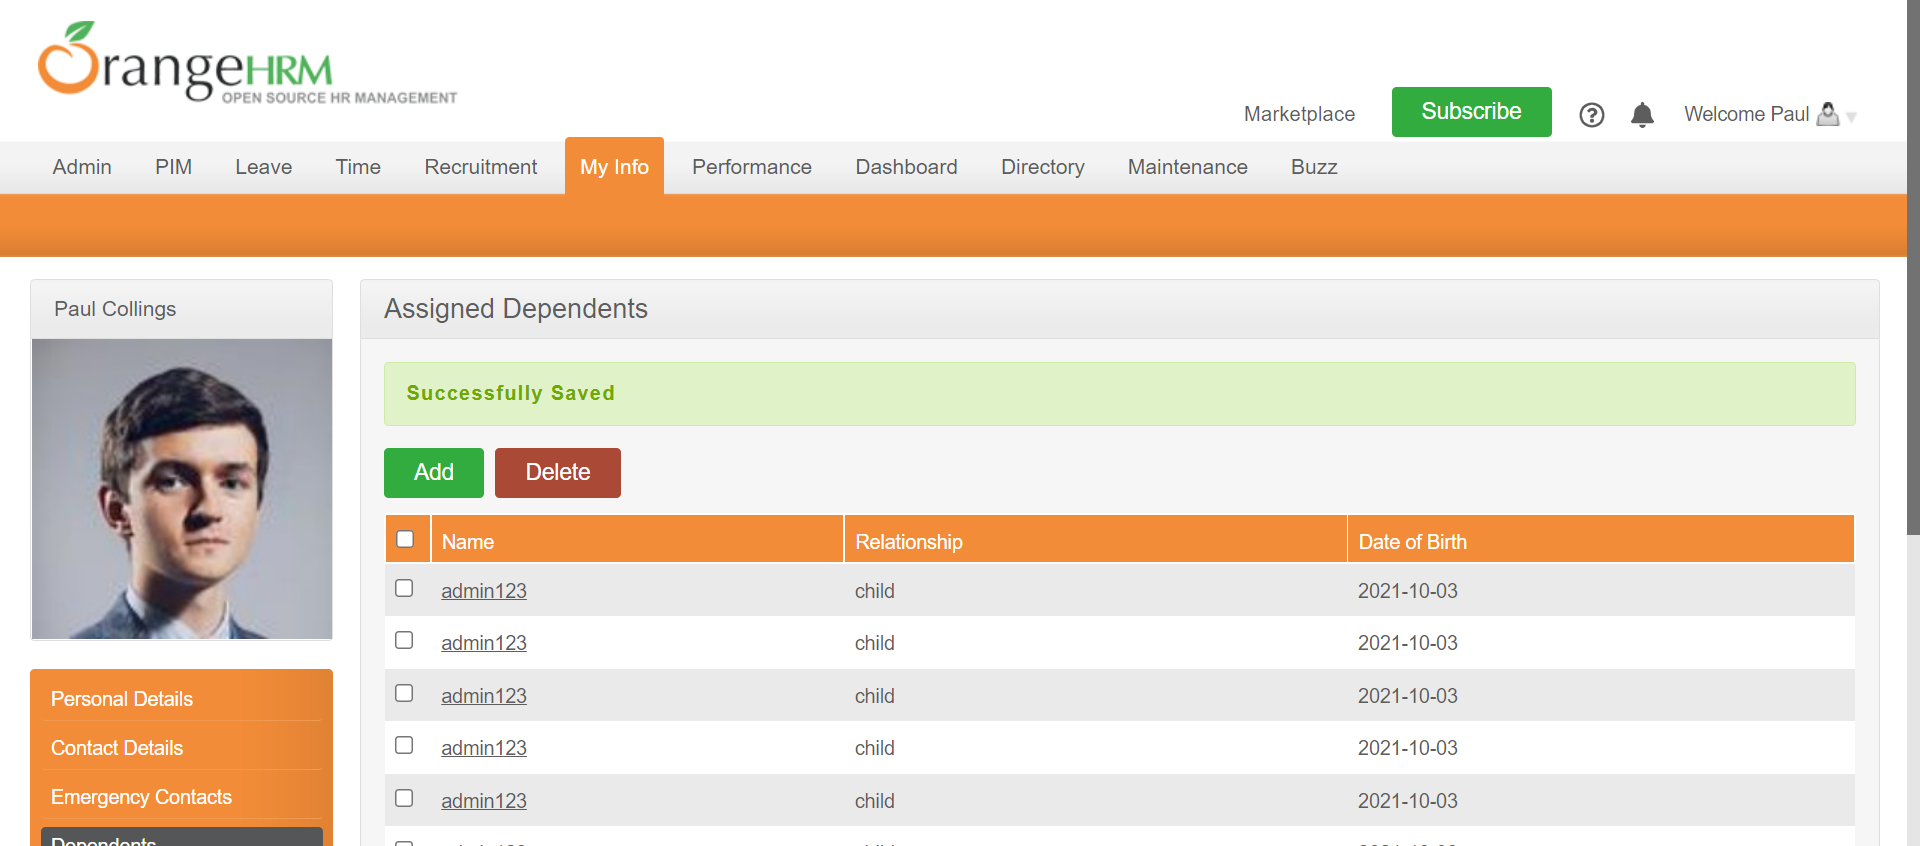 OrangeHRM
OPEN SOURCE HR MANAGEMENT
Marketplace
Subscribe
Welcome Paul
Admin
PIM
Leave
Time
Recruitment
My Info
Performance
Dashboard
Directory
Maintenance
Buzz
Paul Collings
Personal Details
Contact Details
Emergency Contacts
Dependents
Assigned Dependents
Successfully Saved
Add
Delete
Name Relationship Date of Birth
admin123 child 2021-10-03
admin123 child 2021-10-03
admin123 child 2021-10-03
admin123 child 2021-10-03
admin123 child 2021-10-03